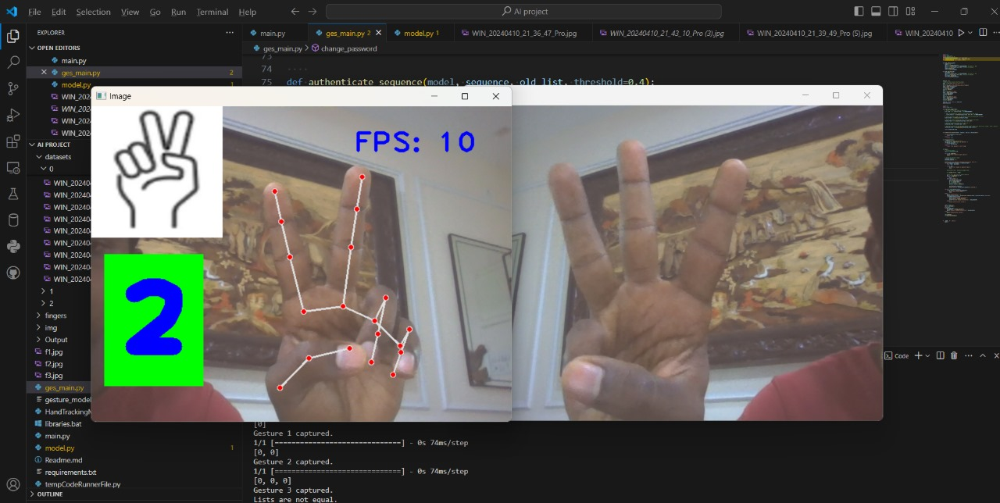 File Edit Selection View Go Run Terminal Help
AI project
EXPLORER
main.py
ges_main.py 2
model.py 1
WIN_20240410_21_36_47_Pro.jpg
WIN_20240410_21_43_10_Pro (3).jpg
WIN_20240410_21_39_49_Pro (5).jpg
WIN_20240410
OPEN EDITORS
main.py
ges_main.py 2
model.py 1
WIN_202
WIN_202
WIN_202
WIN_202
ges_main.py > change_password
73
74
75 def authenticate_sequence(model, sequence, old_list, threshold=0.4):
AI PROJECT
datasets
0
WIN_20240
WIN_20240
WIN_20240
WIN_20240
WIN_20240
WIN_20240
WIN_20240
WIN_20240
WIN_20240
1
2
fingers
img
Output
f1.jpg
f2.jpg
f3.jpg
ges_main.py
gesture_model
HandTrackingM
libraries.bat
main.py
model.py 1
Readme.md
requirements.txt
tempCodeRunnerFile.py
OUTLINE
Image
FPS: 10
2
Code
[0]
Gesture 1 captured.
1/1 [==============================] - 0s 74ms/step
[0, 0]
Gesture 2 captured.
1/1 [==============================] - 0s 74ms/step
[0, 0, 0]
Gesture 3 captured.
Lists are not equal.